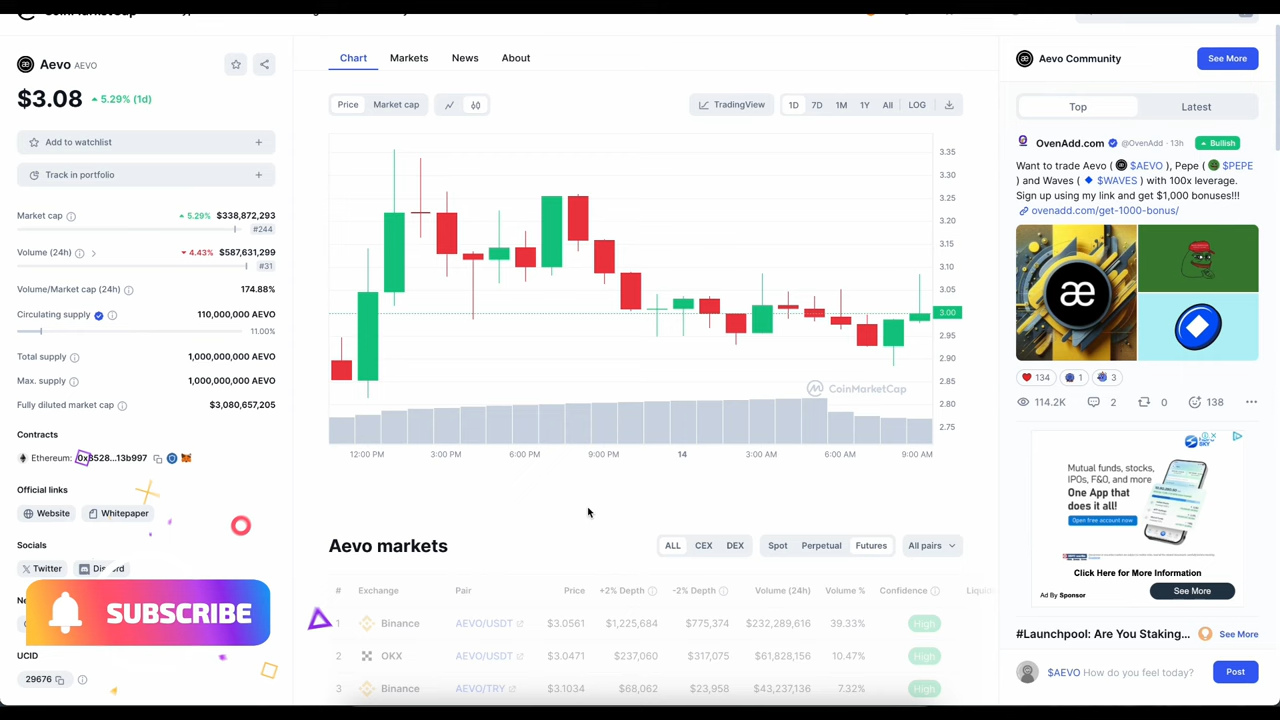 Aevo AEVO
$3.08 5.29% (1d)
Add to watchlist +
Track in portfolio +
Market cap 5.29% $338,872,293
#244
Volume (24h) 4.43% $587,631,299
#31
Volume/Market cap (24h) 174.88%
Circulating supply 110,000,000 AEVO
11.00%
Total supply 1,000,000,000 AEVO
Max. supply 1,000,000,000 AEVO
Fully diluted market cap $3,080,657,205
Contracts
Ethereum: 0x8528...13b997
Official links
Website Whitepaper
Socials
Twitter
SUBSCRIBE
UCID
29676
Chart Markets News About
Price Market cap
TradingView 1D 7D 1M 1Y All LOG
3.35
3.30
3.25
3.20
3.15
3.10
3.05
3.00
2.95
2.90
2.85
2.80
2.75
CoinMarketCap
12:00 PM 3:00 PM 6:00 PM 9:00 PM 14 3:00 AM 6:00 AM 9:00 AM
Aevo markets
ALL CEX DEX Spot Perpetual Futures All pairs
# Exchange Pair Price +2% Depth -2% Depth Volume (24h) Volume % Confidence
1 Binance AEVO/USDT $3.0561 $1,225,684 $775,374 $232,289,616 39.33% High
2 OKX AEVO/USDT $3.0471 $237,060 $317,075 $61,828,156 10.47% High
3 Binance AEVO/TRY $3.1034 $68,062 $23,958 $43,237,136 7.32% High
Aevo Community See More
Top Latest
OvenAdd.com @OvenAdd · 13h Bullish
Want to trade Aevo ( $AEVO ), Pepe ( $PEPE
) and Waves ( $WAVES ) with 100x leverage.
Sign up using my link and get $1,000 bonuses!!!
ovenadd.com/get-1000-bonus/
æ
134 1 3
114.2K 2 0 138
SKY
Mutual funds, stocks,
IPOs, F&O, and more
One App that
does it all!
Open free account now
Click Here for More Information
Ad By Sponsor See More
#Launchpool: Are You Staking... See More
$AEVO How do you feel today? Post